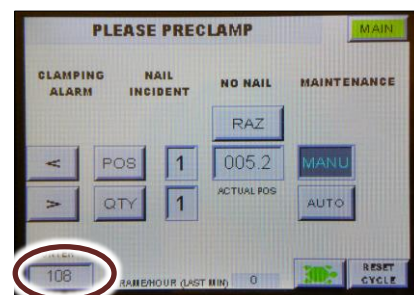 PLEASE PRECLAMP
MAIN
CLAMPING ALARM
NAIL INCIDENT
NO NAIL
MAINTENANCE
RAZ
< POS 1 005.2 MANU
> QTY 1 ACTUAL POS AUTO
108
FRAME/HOUR (LAST MIN) 0
RESET CYCLE